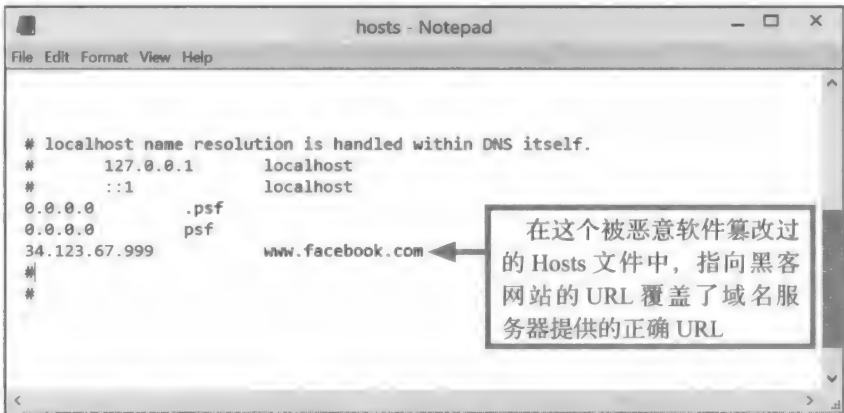 hosts - Notepad
File Edit Format View Help
# localhost name resolution is handled within DNS itself.
# 127.0.0.1 localhost
# ::1 localhost
0.0.0.0 .psf
0.0.0.0 psf
34.123.67.999 www.facebook.com
#
#
在这个被恶意软件篡改过
的 Hosts 文件中，指向黑客
网站的 URL 覆盖了域名服
务器提供的正确 URL